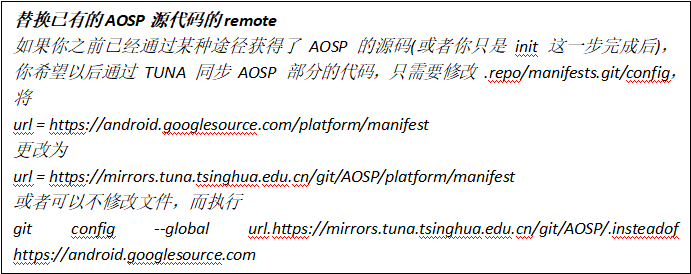 替换已有的 AOSP 源代码的 remote
如果你之前已经通过某种途径获得了 AOSP 的源码(或者你只是 init 这一步完成后),
你希望以后通过 TUNA 同步 AOSP 部分的代码，只需要修改 .repo/manifests.git/config，
将
url = https://android.googlesource.com/platform/manifest
更改为
url = https://mirrors.tuna.tsinghua.edu.cn/git/AOSP/platform/manifest
或者可以不修改文件，而执行
git config --global url.https://mirrors.tuna.tsinghua.edu.cn/git/AOSP/.insteadof
https://android.googlesource.com